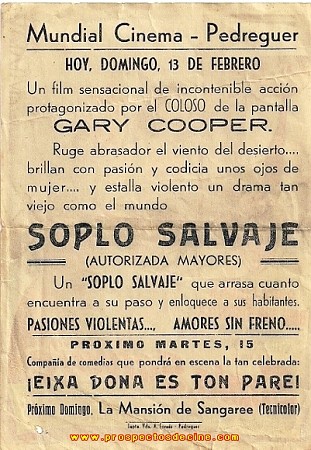 Mundial Cinema - Pedreguer
HOY, DOMINGO, 13 DE FEBRERO
Un film sensacional de incontenible acción
protagonizado por el COLOSO de la pantalla
GARY COOPER.
Ruge abrasador el viento del desierto....
brillan con pasión y codicia unos ojos de
mujer.... y estalla violento un drama tan
viejo como el mundo
SOPLO SALVAJE
(AUTORIZADA MAYORES)
Un "SOPLO SALVAJE" que arrasa cuanto
encuentra a su paso y enloquece a sus habitantes.
PASIONES VIOLENTAS..., AMORES SIN FRENO.....
PROXIMO MARTES, 15
Compañía de comedias que pondrá en escena la tan celebrada:
¡EIXA DONA ES TON PARE!
Próximo Domingo, La Mansión de Sangaree (Tecnicolor)
Pedreguer
www.prospectosdecine.com